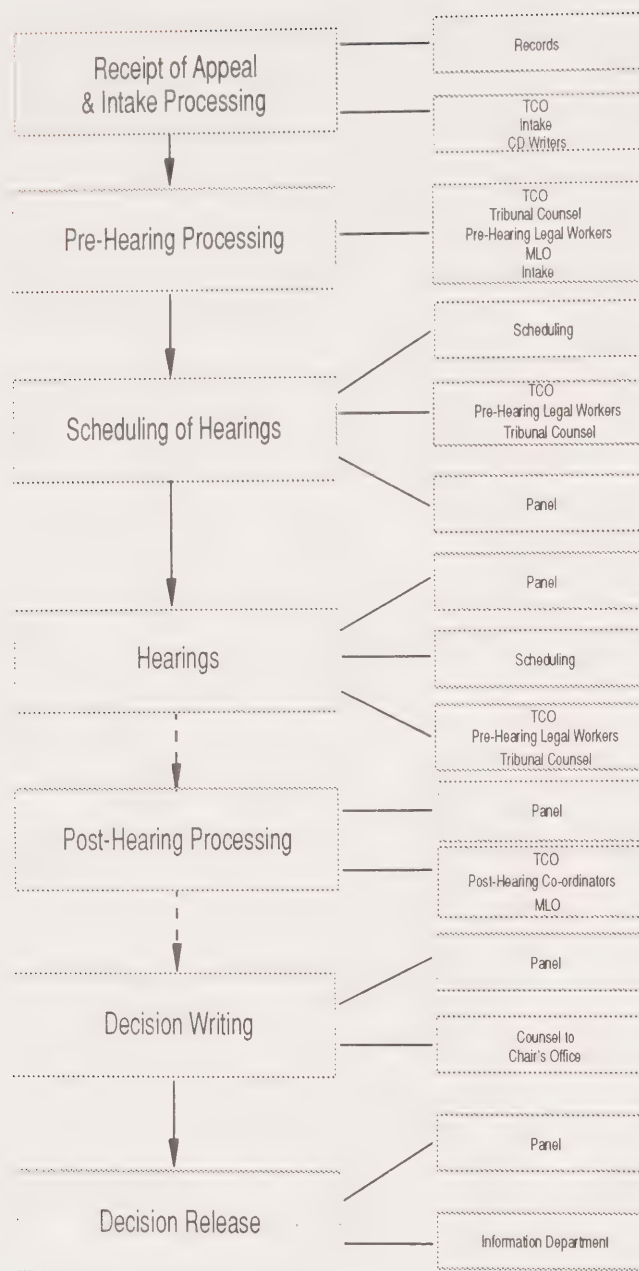 Receipt of Appeal
& Intake Processing
Records
TCO
Intake
CD Writers
Pre-Hearing Processing
TCO
Tribunal Counsel
Pre-Hearing Legal Workers
MLO
Intake
Scheduling of Hearings
Scheduling
TCO
Pre-Hearing Legal Workers
Tribunal Counsel
Panel
Hearings
Panel
Scheduling
TCO
Pre-Hearing Legal Workers
Tribunal Counsel
Post-Hearing Processing
Panel
TCO
Post-Hearing Co-ordinators
MLO
Decision Writing
Panel
Counsel to
Chair's Office
Decision Release
Panel
Information Department